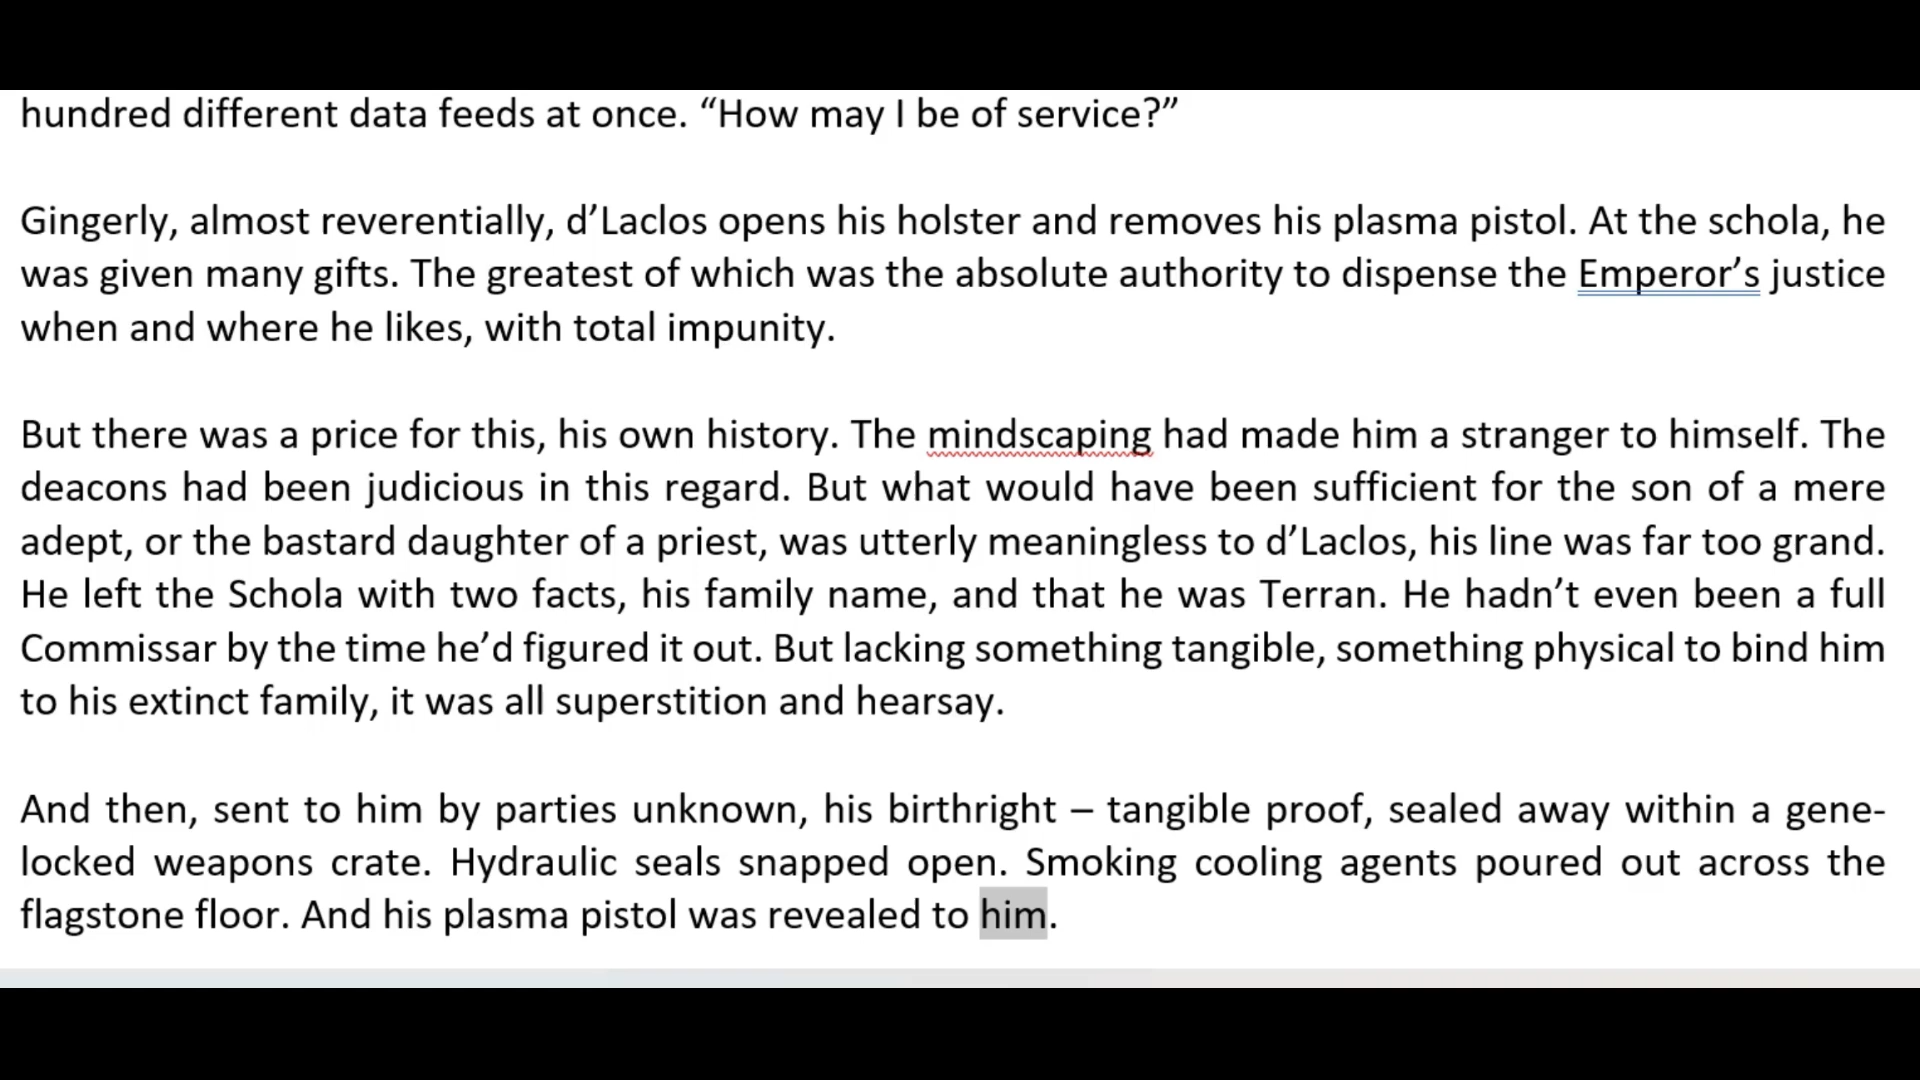 hundred different data feeds at once. “How may I be of service?”
Gingerly, almost reverentially, d’Laclos opens his holster and removes his plasma pistol. At the schola, he
was given many gifts. The greatest of which was the absolute authority to dispense the Emperor’s justice
when and where he likes, with total impunity.
But there was a price for this, his own history. The mindscaping had made him a stranger to himself. The
deacons had been judicious in this regard. But what would have been sufficient for the son of a mere
adept, or the bastard daughter of a priest, was utterly meaningless to d’Laclos, his line was far too grand.
He left the Schola with two facts, his family name, and that he was Terran. He hadn’t even been a full
Commissar by the time he’d figured it out. But lacking something tangible, something physical to bind him
to his extinct family, it was all superstition and hearsay.
And then, sent to him by parties unknown, his birthright – tangible proof, sealed away within a gene-
locked weapons crate. Hydraulic seals snapped open. Smoking cooling agents poured out across the
flagstone floor. And his plasma pistol was revealed to him.